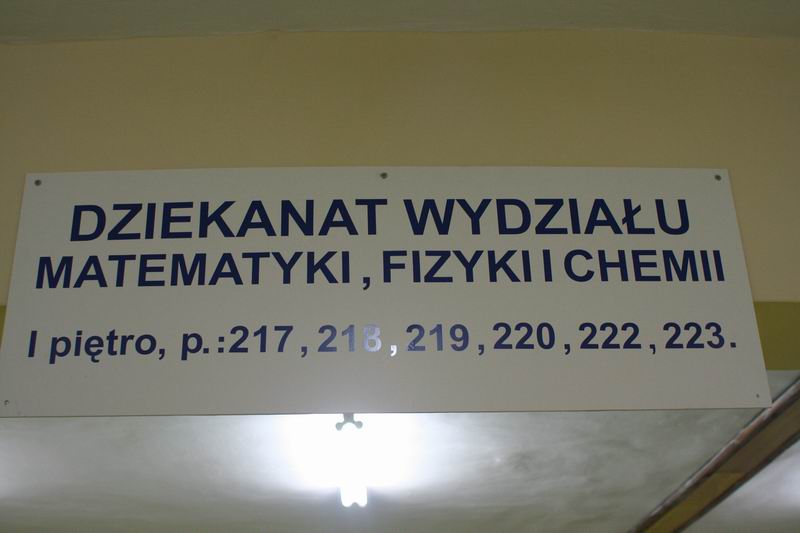 DZIEKANAT WYDZIAŁU
MATEMATYKI, FIZYKI I CHEMII
I piętro, p.:217, 218, 219, 220, 222, 223.